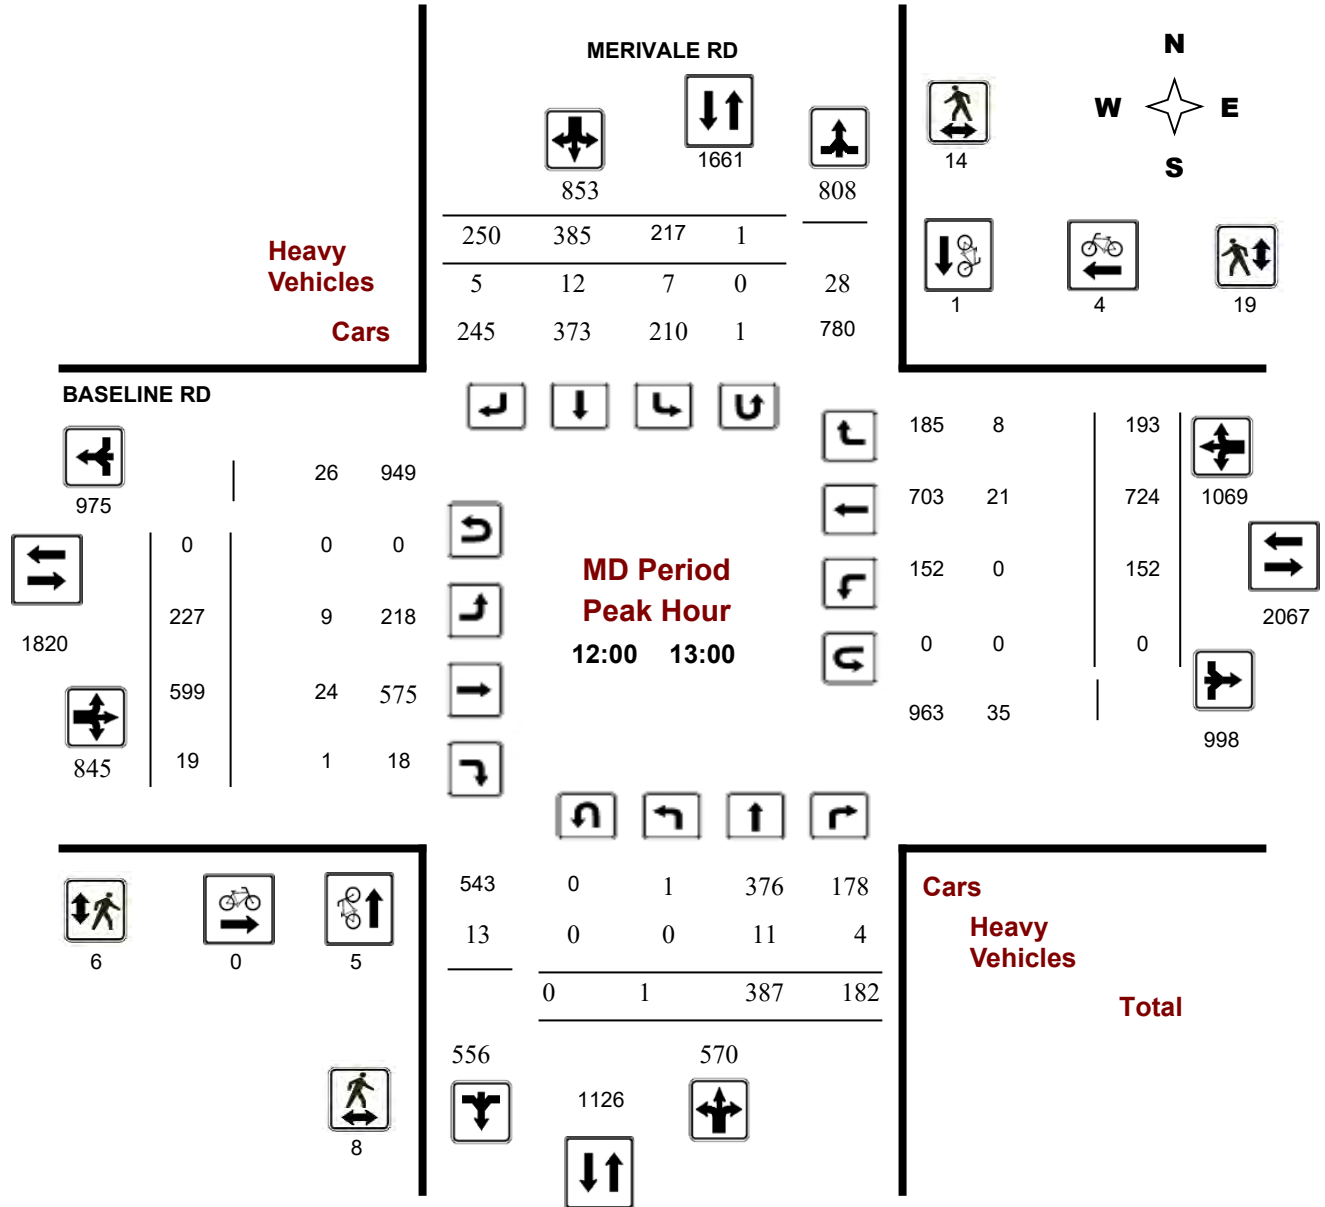 MERIVALE RD
N
W E
S
1661
14
853
808
250 385 217 1
Heavy
Vehicles
5 12 7 0 28
1 4 19
Cars
245 373 210 1 780
BASELINE RD
185 8 193
26 949
975
703 21 724 1069
0 0 0
MD Period
152 0 152
Peak Hour
227 9 218
2067
1820
12:00 13:00
0 0 0
599 24 575
963 35
998
845
19 1 18
543 0 1 376 178
Cars
13 0 0 11 4
Heavy
Vehicles
6 0 5
0 1 387 182
Total
556 570
1126
8